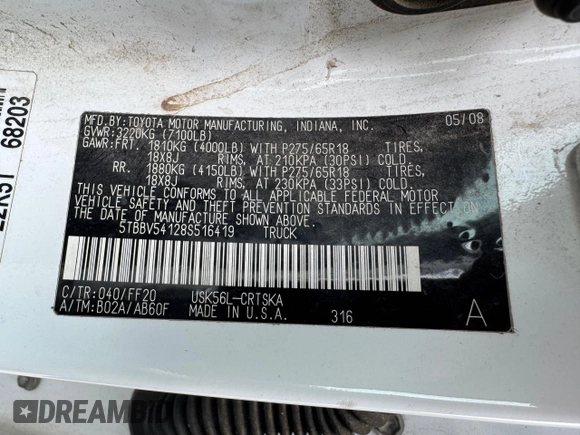 MFD. BY: TOYOTA MOTOR MANUFACTURING, INDIANA, INC. 05/08
GVWR: 3220KG (7100LB)
GAWR: FRT. 1810KG (4000LB) WITH P275/65R18 TIRES,
18X8J RIMS, AT 210KPA (30PSI) COLD.
RR. 1880KG (4150LB) WITH P275/65R18 TIRES,
18X8J RIMS, AT 230KPA (33PSI) COLD.
THIS VEHICLE CONFORMS TO ALL APPLICABLE FEDERAL MOTOR
VEHICLE SAFETY AND THEFT PREVENTION STANDARDS IN EFFECT
ON THE DATE OF MANUFACTURE SHOWN ABOVE.
5TBBV54128S516419 TRUCK
C/TR: 040/FF20 USK56L-CRTSKA
A/TM: B02A/AB60F MADE IN U.S.A. 316 A
68203
DREAMBID